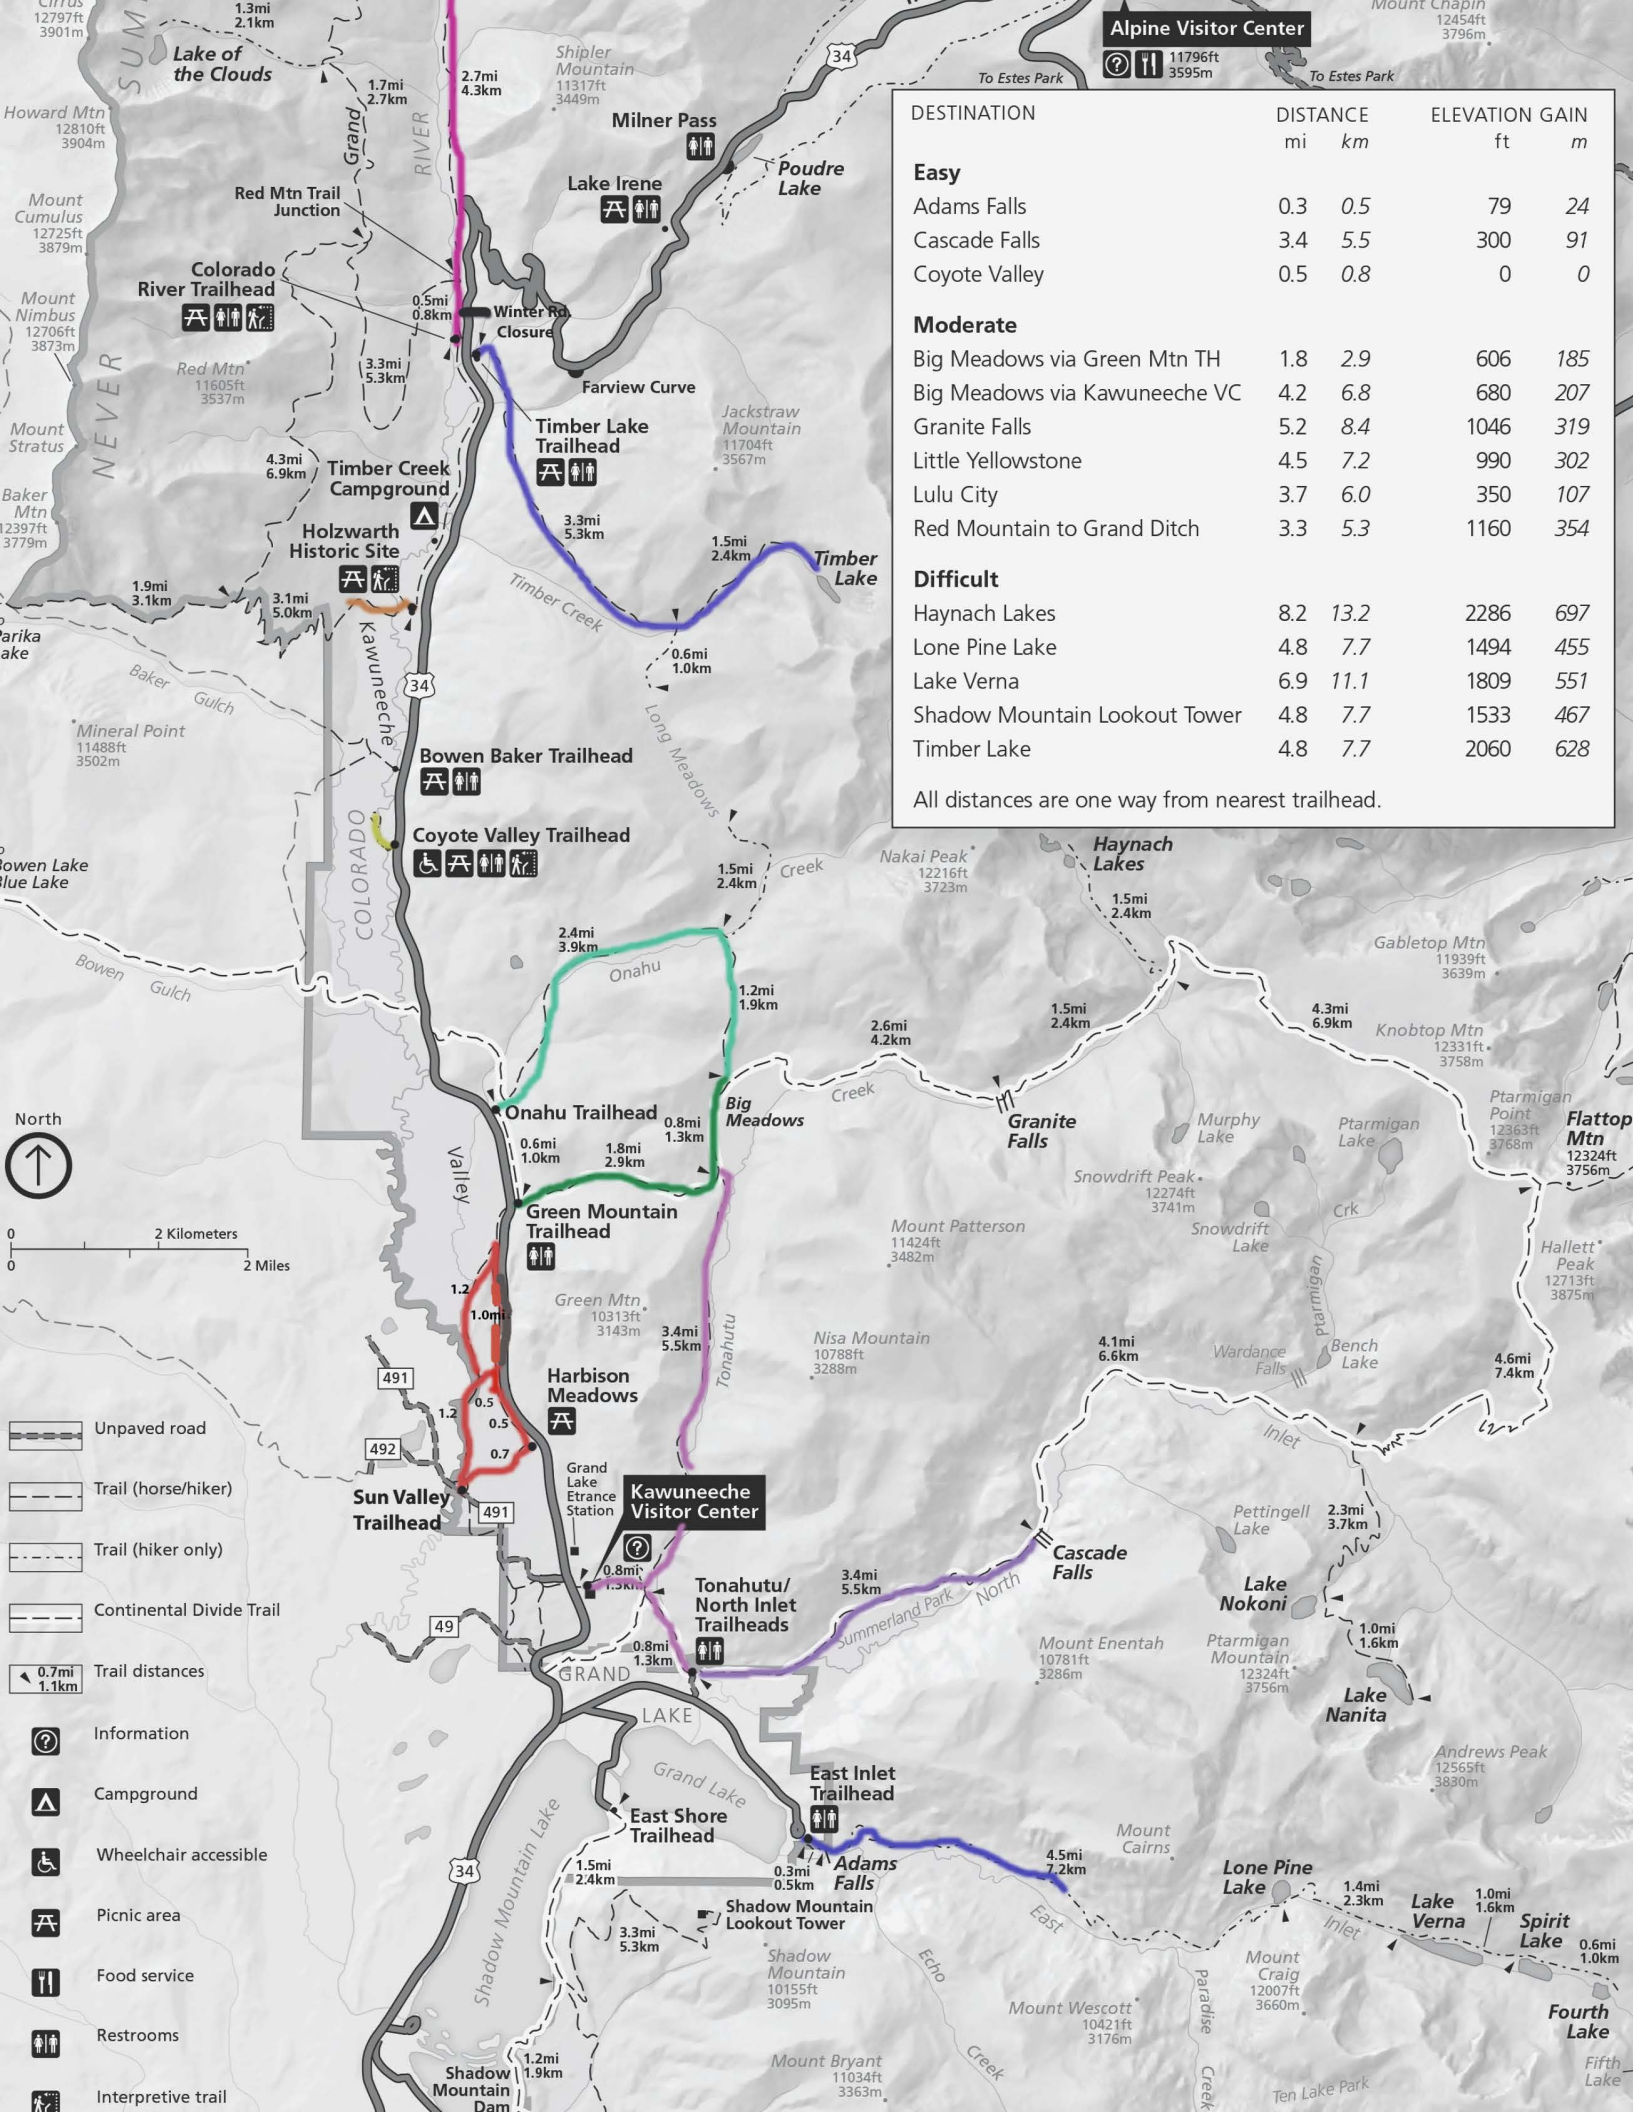 12797ft
3901m
SUM
1.3mi
2.1km
Lake of
the Clouds
1.7mi
2.7km
Grand
RIVER
2.7mi
4.3km
Shipler
Mountain
11317ft
3449m
34
Alpine Visitor Center
11796ft
3595m
To Estes Park
To Estes Park
Mount Chapin
12454ft
3796m
Howard Mtn
12810ft
3904m
Milner Pass
Poudre
Lake
Lake Irene
Red Mtn Trail
Junction
Mount
Cumulus
12725ft
3879m
Colorado
River Trailhead
0.5mi
0.8km
Winter Rd.
Closure
Mount
Nimbus
12706ft
3873m
NEVER
Red Mtn
11605ft
3537m
3.3mi
5.3km
Farview Curve
Mount
Stratus
Timber Lake
Trailhead
Jackstraw
Mountain
11704ft
3567m
4.3mi
6.9km
Timber Creek
Campground
Baker
Mtn
12397ft
3779m
Holzwarth
Historic Site
3.3mi
5.3km
1.5mi
2.4km
Timber
Lake
Timber Creek
1.9mi
3.1km
3.1mi
5.0km
Kawuneeche
0.6mi
1.0km
Baker
Gulch
34
Mineral Point
11488ft
3502m
Long Meadows
Bowen Baker Trailhead
Coyote Valley Trailhead
COLORADO
Bowen
Gulch
DESTINATION DISTANCE ELEVATION GAIN
mi km ft m
Easy
Adams Falls 0.3 0.5 79 24
Cascade Falls 3.4 5.5 300 91
Coyote Valley 0.5 0.8 0 0
Moderate
Big Meadows via Green Mtn TH 1.8 2.9 606 185
Big Meadows via Kawuneeche VC 4.2 6.8 680 207
Granite Falls 5.2 8.4 1046 319
Little Yellowstone 4.5 7.2 990 302
Lulu City 3.7 6.0 350 107
Red Mountain to Grand Ditch 3.3 5.3 1160 354
Difficult
Haynach Lakes 8.2 13.2 2286 697
Lone Pine Lake 4.8 7.7 1494 455
Lake Verna 6.9 11.1 1809 551
Shadow Mountain Lookout Tower 4.8 7.7 1533 467
Timber Lake 4.8 7.7 2060 628
All distances are one way from nearest trailhead.
1.5mi
2.4km
Creek
Nakai Peak
12216ft
3723m
Haynach
Lakes
1.5mi
2.4km
Gabletop Mtn
11939ft
3639m
2.4mi
3.9km
Onahu
1.2mi
1.9km
2.6mi
4.2km
Creek
1.5mi
2.4km
4.3mi
6.9km
Knobtop Mtn
12331ft
3758m
Onahu Trailhead
Big
Meadows
Granite
Falls
Murphy
Lake
Ptarmigan
Lake
Ptarmigan
Point
12363ft
3768m
Flattop
Mtn
12324ft
3756m
North
Valley
0.6mi
1.0km
1.8mi
2.9km
0.8mi
1.3km
Snowdrift Peak
12274ft
3741m
Snowdrift
Lake
Crk
Ptarmigan
Green Mountain
Trailhead
Mount Patterson
11424ft
3482m
Hallett
Peak
12713ft
3875m
0 2 Kilometers
0 2 Miles
1.2
1.0mi
Green Mtn
10313ft
3143m
3.4mi
5.5km
Tonahutu
Nisa Mountain
10788ft
3288m
4.1mi
6.6km
Wardance
Falls
Bench
Lake
4.6mi
7.4km
491
Harbison
Meadows
0.5
0.5
1.2
0.7
492
Inlet
Sun Valley
Trailhead
491
Grand
Lake
Etrance
Station
Kawuneeche
Visitor Center
Pettingell
Lake
2.3mi
3.7km
0.8mi
1.3km
Tonahutu/
North Inlet
Trailheads
3.4mi
5.5km
Summerland Park
North
Cascade
Falls
Lake
Nokoni
49
0.8mi
1.3km
GRAND
LAKE
Mount Enentah
10781ft
3286m
Ptarmigan
Mountain
12324ft
3756m
1.0mi
1.6km
Lake
Nanita
Unpaved road
Trail (horse/hiker)
Trail (hiker only)
Continental Divide Trail
0.7mi
1.1km
Trail distances
Information
Campground
Wheelchair accessible
Picnic area
Food service
Restrooms
Interpretive trail
Grand Lake
East Inlet
Trailhead
Andrews Peak
12565ft
3830m
East Shore
Trailhead
Shadow Mountain Lake
34
1.5mi
2.4km
0.3mi
0.5km
Adams
Falls
4.5mi
7.2km
Mount
Cairns
Lone Pine
Lake
1.4mi
2.3km
Lake
Verna
1.0mi
1.6km
Spirit
Lake
0.6mi
1.0km
Inlet
East
Shadow Mountain
Lookout Tower
3.3mi
5.3km
Shadow
Mountain
10155ft
3095m
Echo
Creek
Mount
Craig
12007ft
3660m
Paradise
Creek
Mount Wescott
10421ft
3176m
Fourth
Lake
Fifth
Lake
1.2mi
1.9km
Shadow
Mountain
Dam
Mount Bryant
11034ft
3363m
Ten Lake Park